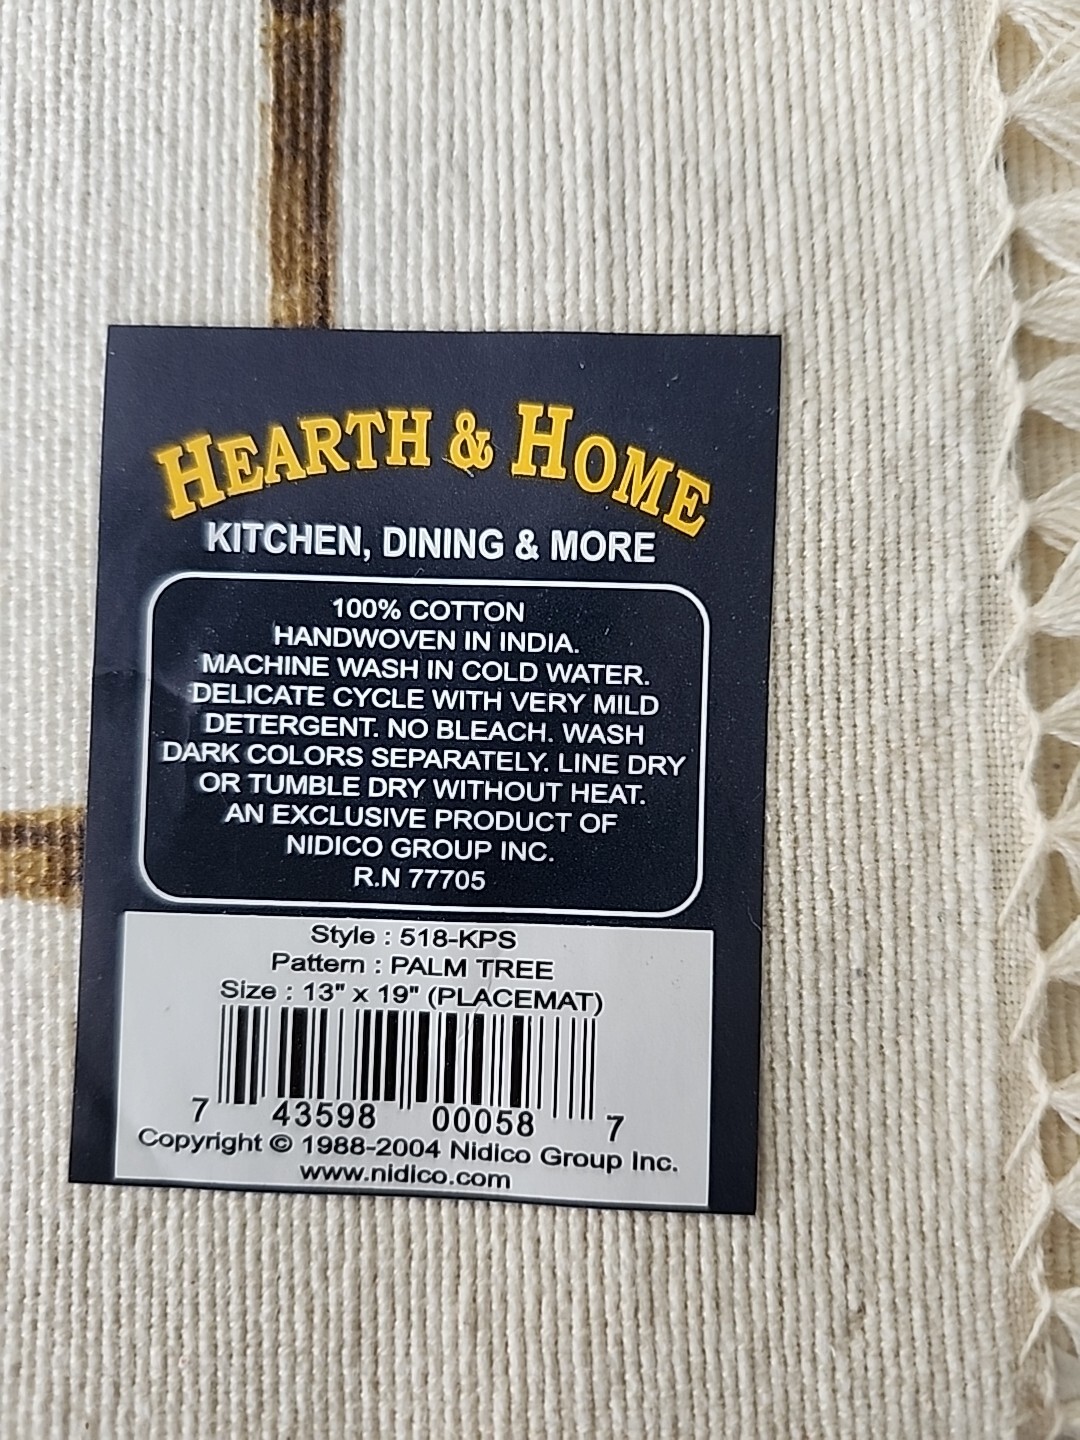 HEARTH & HOME
KITCHEN, DINING & MORE
100% COTTON
HANDWOVEN IN INDIA.
MACHINE WASH IN COLD WATER.
DELICATE CYCLE WITH VERY MILD
DETERGENT. NO BLEACH. WASH
DARK COLORS SEPARATELY. LINE DRY
OR TUMBLE DRY WITHOUT HEAT.
AN EXCLUSIVE PRODUCT OF
NIDICO GROUP INC.
R.N 77705
Style : 518-KPS
Pattern : PALM TREE
Size : 13" x 19" (PLACEMAT)
7 43598 00058 7
Copyright © 1988-2004 Nidico Group Inc.
www.nidico.com